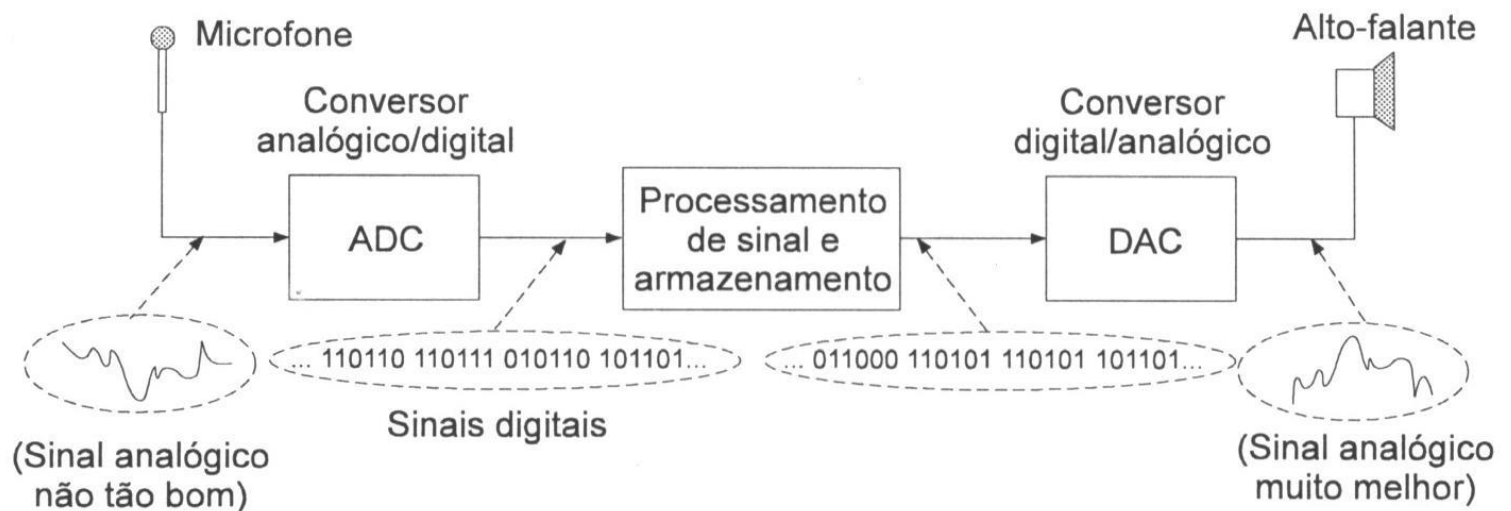 Microfone
Alto-falante
Conversor
analógico/digital
Conversor
digital/analógico
ADC
Processamento
de sinal e
armazenamento
DAC
... 110110 110111 010110 101101...
... 011000 110101 110101 101101...
Sinais digitais
(Sinal analógico
não tão bom)
(Sinal analógico
muito melhor)